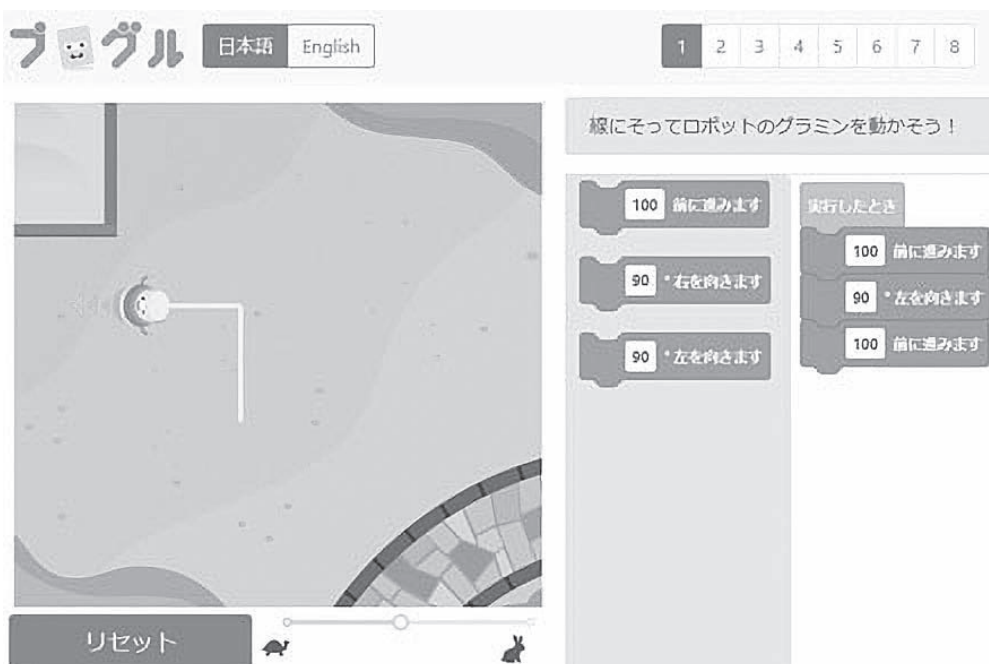 プログル 日本語 English
1 2 3 4 5 6 7 8
線にそってロボットのグラミンを動かそう！
100 前に進みます
90 °右を向きます
90 °左を向きます
実行したとき
100 前に進みます
90 °左を向きます
100 前に進みます
リセット